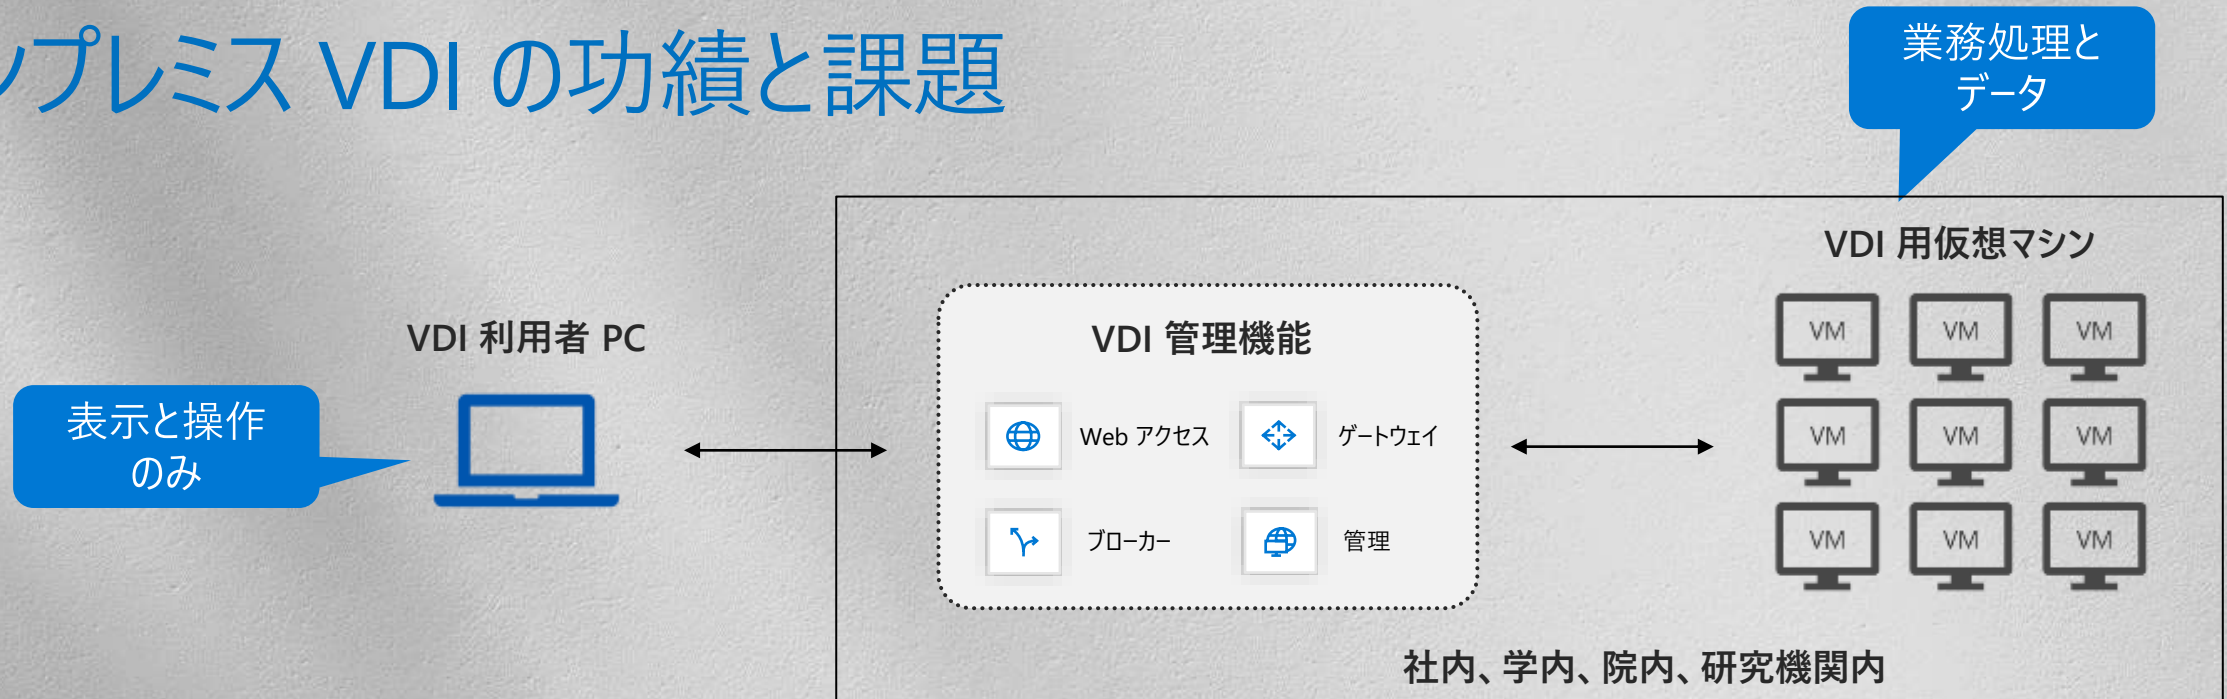 ンプレミス VDI の功績と課題
業務処理と
データ
VDI 用仮想マシン
VDI 利用者 PC
VDI 管理機能
VM VM VM
表示と操作
のみ
Web アクセス
ゲートウェイ
VM VM VM
ブローカー
管理
VM VM VM
社内、学内、院内、研究機関内